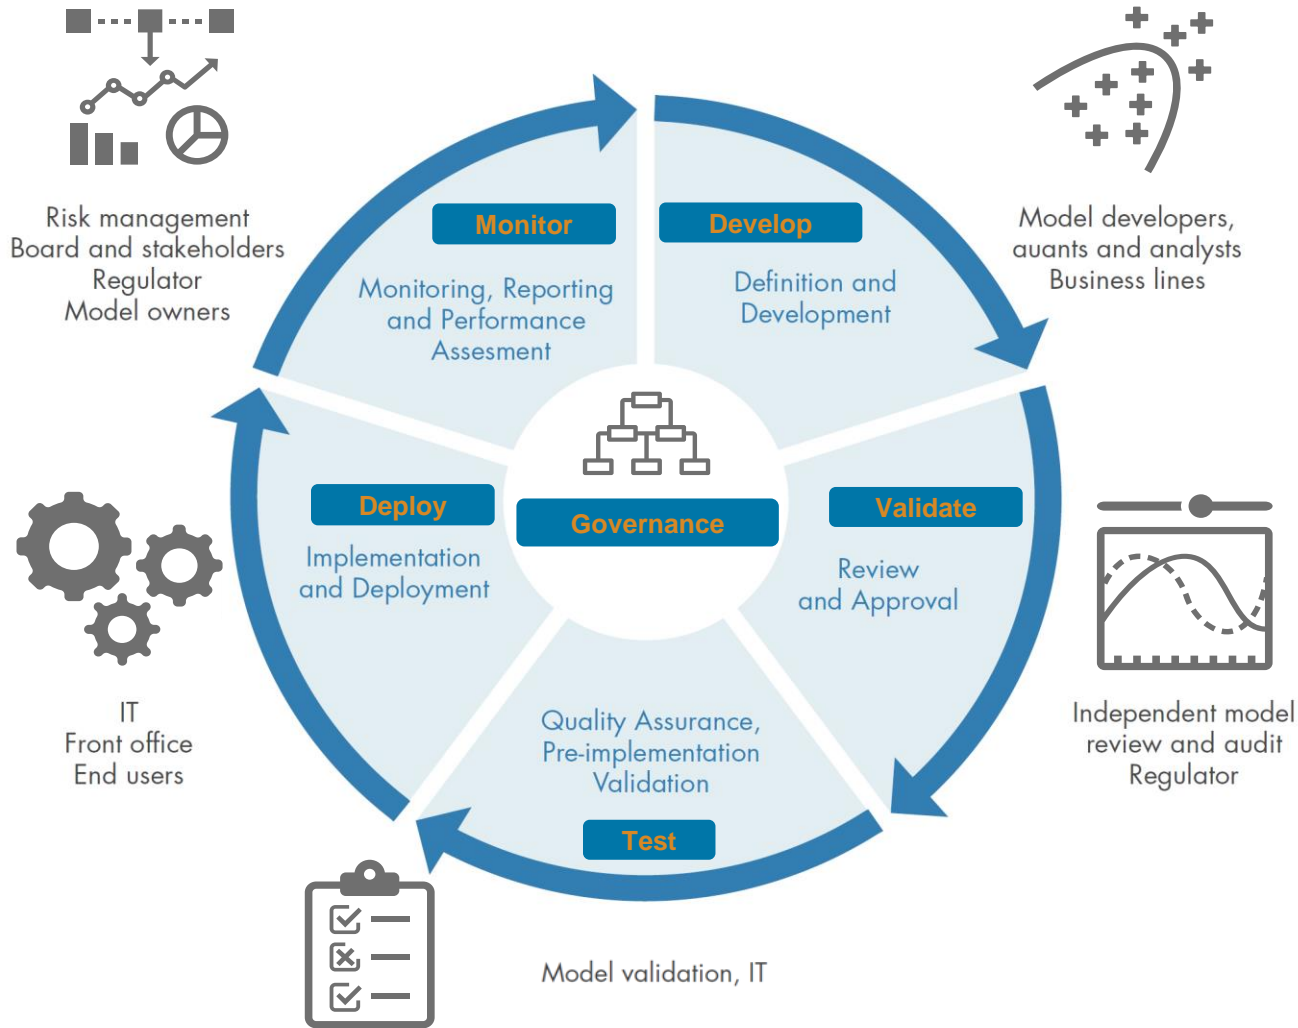 Risk management
Board and stakeholders
Regulator
Model owners
Monitor
Monitoring, Reporting
and Performance
Assesment
Develop
Definition and
Development
Model developers,
auants and analysts
Business lines
Deploy
Implementation
and Deployment
Governance
Validate
Review
and Approval
IT
Front office
End users
Quality Assurance,
Pre-implementation
Validation
Test
Independent model
review and audit
Regulator
Model validation, IT